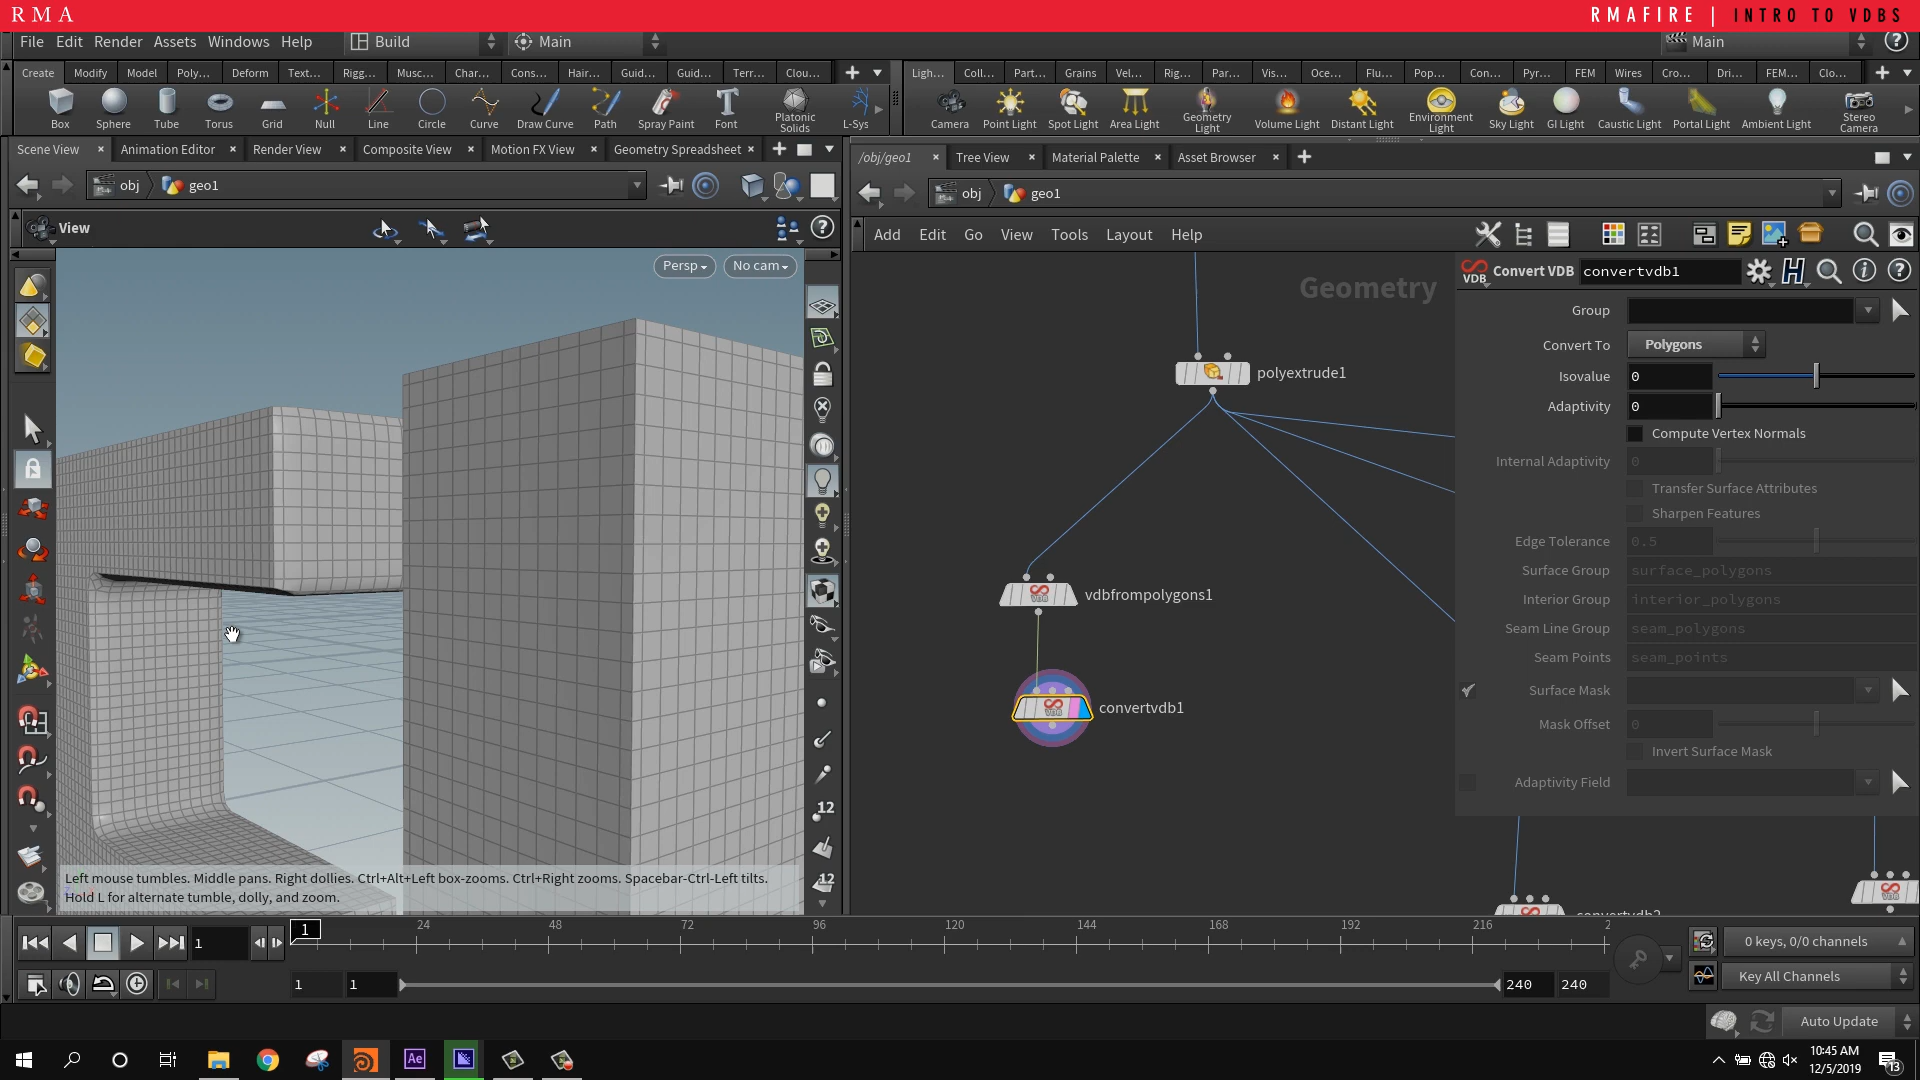 RMA
RMAFIRE | INTRO TO VDBS
File Edit Render Assets Windows Help Build Main Main
Create Modify Model Poly... Deform Text... Rigg... Musc... Char... Cons... Hair... Guid... Guid... Terr... Clou...
Ligh... Coll... Part... Grains Vel... Rig... Par... Vis... Oce... Flu... Pop... Con... Pyr... FEM Wires Cro... Dri... FEM... Clo...
Box Sphere Tube Torus Grid Null Line Circle Curve Draw Curve Path Spray Paint Font Platonic Solids L-Sys
Camera Point Light Spot Light Area Light Geometry Light Volume Light Distant Light Environment Light Sky Light GI Light Caustic Light Portal Light Ambient Light Stereo Camera
Scene View Animation Editor Render View Composite View Motion FX View Geometry Spreadsheet
/obj/geo1 Tree View Material Palette Asset Browser
obj geo1
obj geo1
View
Add Edit Go View Tools Layout Help
Persp No cam
Geometry
VDB Convert VDB convertvdb1
Group
Convert To Polygons
Isovalue 0
Adaptivity 0
Compute Vertex Normals
Internal Adaptivity 0
Transfer Surface Attributes
Sharpen Features
Edge Tolerance 0.5
Surface Group surface_polygons
Interior Group interior_polygons
Seam Line Group seam_polygons
Seam Points seam_points
Surface Mask
Mask Offset 0
Invert Surface Mask
Adaptivity Field
polyextrude1
VDB vdbfrompolygons1
VDB convertvdb1
12
12
Left mouse tumbles. Middle pans. Right dollies. Ctrl+Alt+Left box-zooms. Ctrl+Right zooms. Spacebar-Ctrl-Left tilts.
Hold L for alternate tumble, dolly, and zoom.
1 1 24 48 72 96 120 144 168 192 216 2
0 keys, 0/0 channels
1 1 240 240
Key All Channels
Auto Update
Ae
10:45 AM
12/5/2019
13